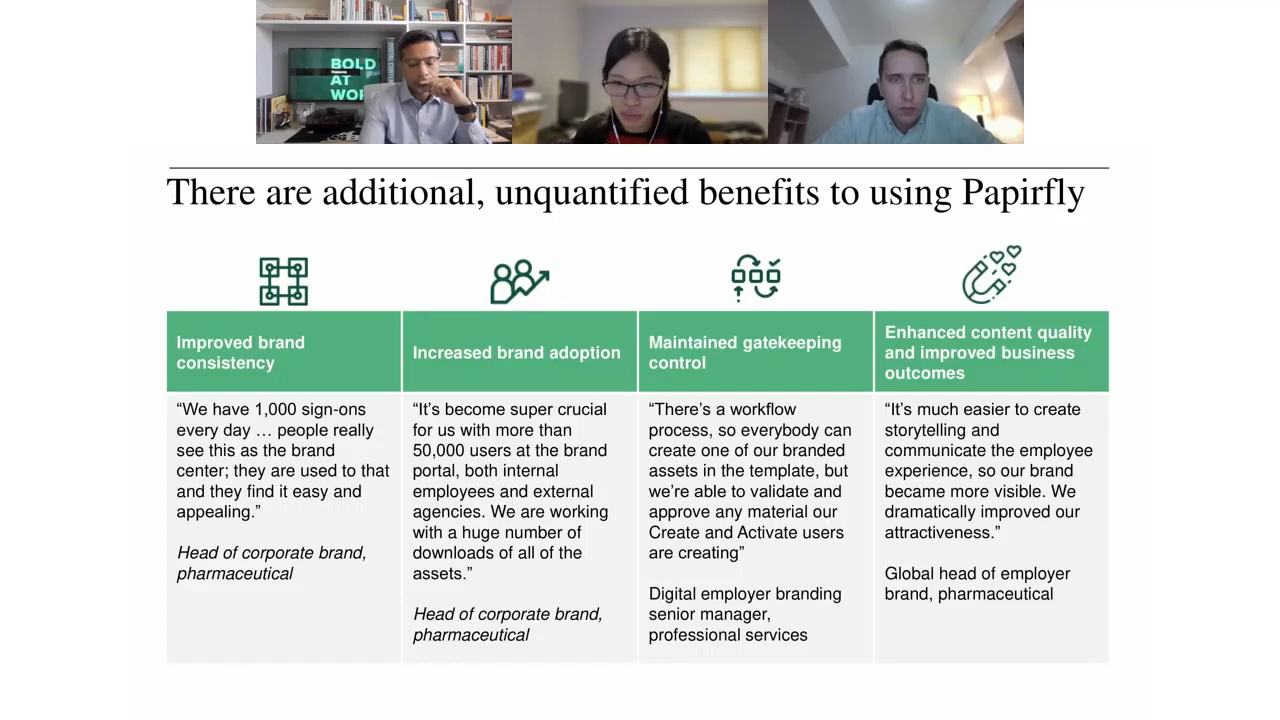 BOLD
AT
WOR
There are additional, unquantified benefits to using Papirfly
Improved brand
consistency
Increased brand adoption
Maintained gatekeeping
control
Enhanced content quality
and improved business
outcomes
“We have 1,000 sign-ons
every day … people really
see this as the brand
center; they are used to that
and they find it easy and
appealing.”
Head of corporate brand,
pharmaceutical
“It’s become super crucial
for us with more than
50,000 users at the brand
portal, both internal
employees and external
agencies. We are working
with a huge number of
downloads of all of the
assets.”
Head of corporate brand,
pharmaceutical
“There’s a workflow
process, so everybody can
create one of our branded
assets in the template, but
we’re able to validate and
approve any material our
Create and Activate users
are creating”
Digital employer branding
senior manager,
professional services
“It’s much easier to create
storytelling and
communicate the employee
experience, so our brand
became more visible. We
dramatically improved our
attractiveness.”
Global head of employer
brand, pharmaceutical